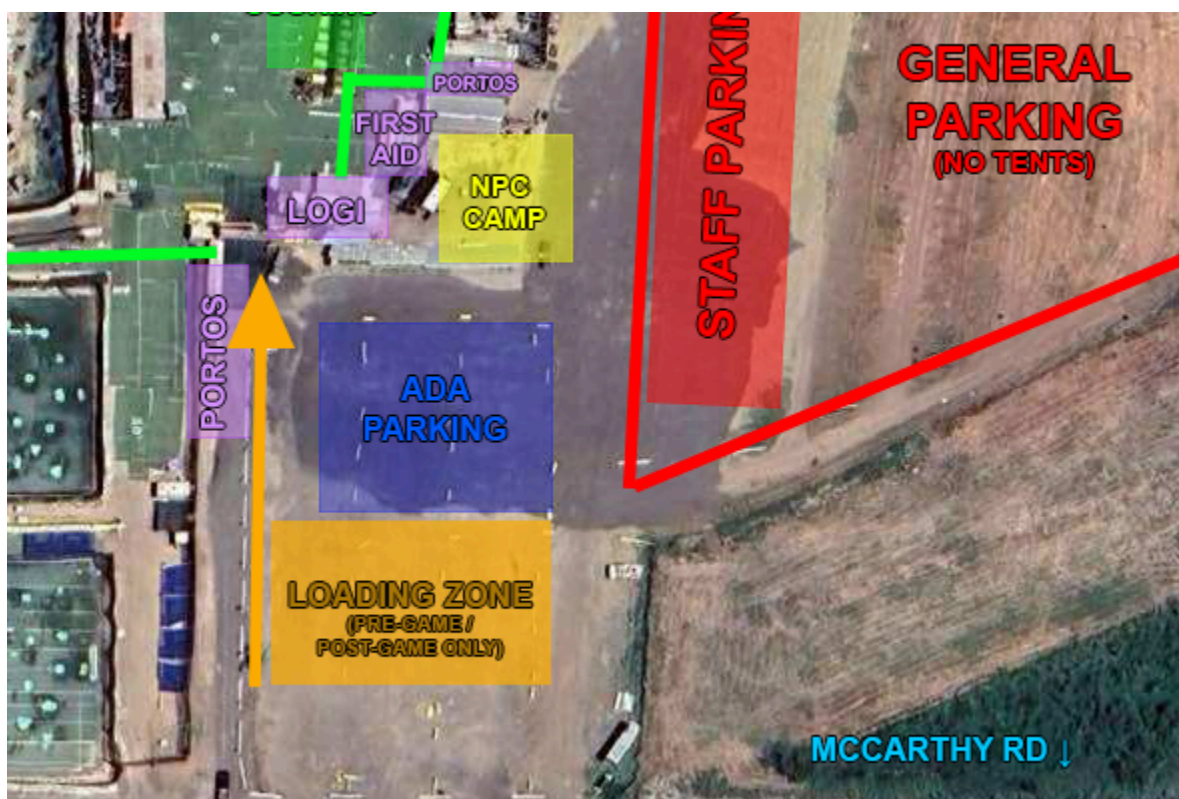 PORTOS
FIRST
AID
LOGI
NPC
CAMP
STAFF
GENERAL
PARKING
(NO TENTS)
PORTOS
ADA
PARKING
LOADING ZONE
(PRE-GAME /
POST-GAME ONLY)
MCCARTHY RD ↓